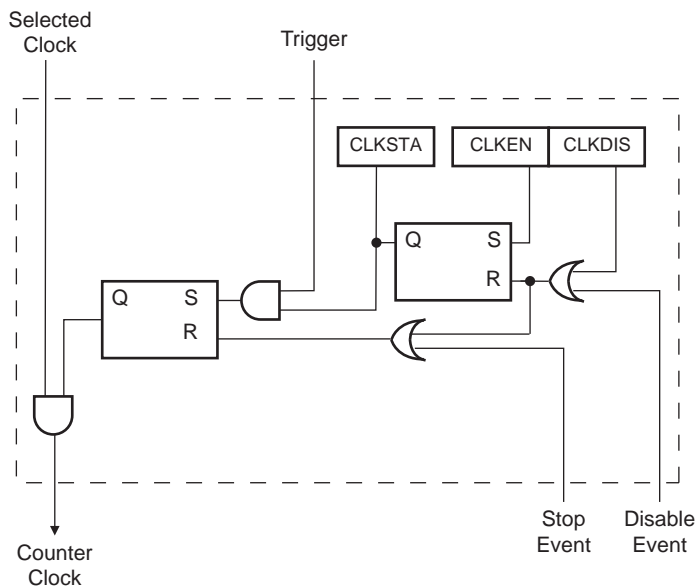 Selected
Clock
Trigger
CLKSTA
CLKEN
CLKDIS
Q
S
R
Q
S
R
Stop
Event
Disable
Event
Counter
Clock